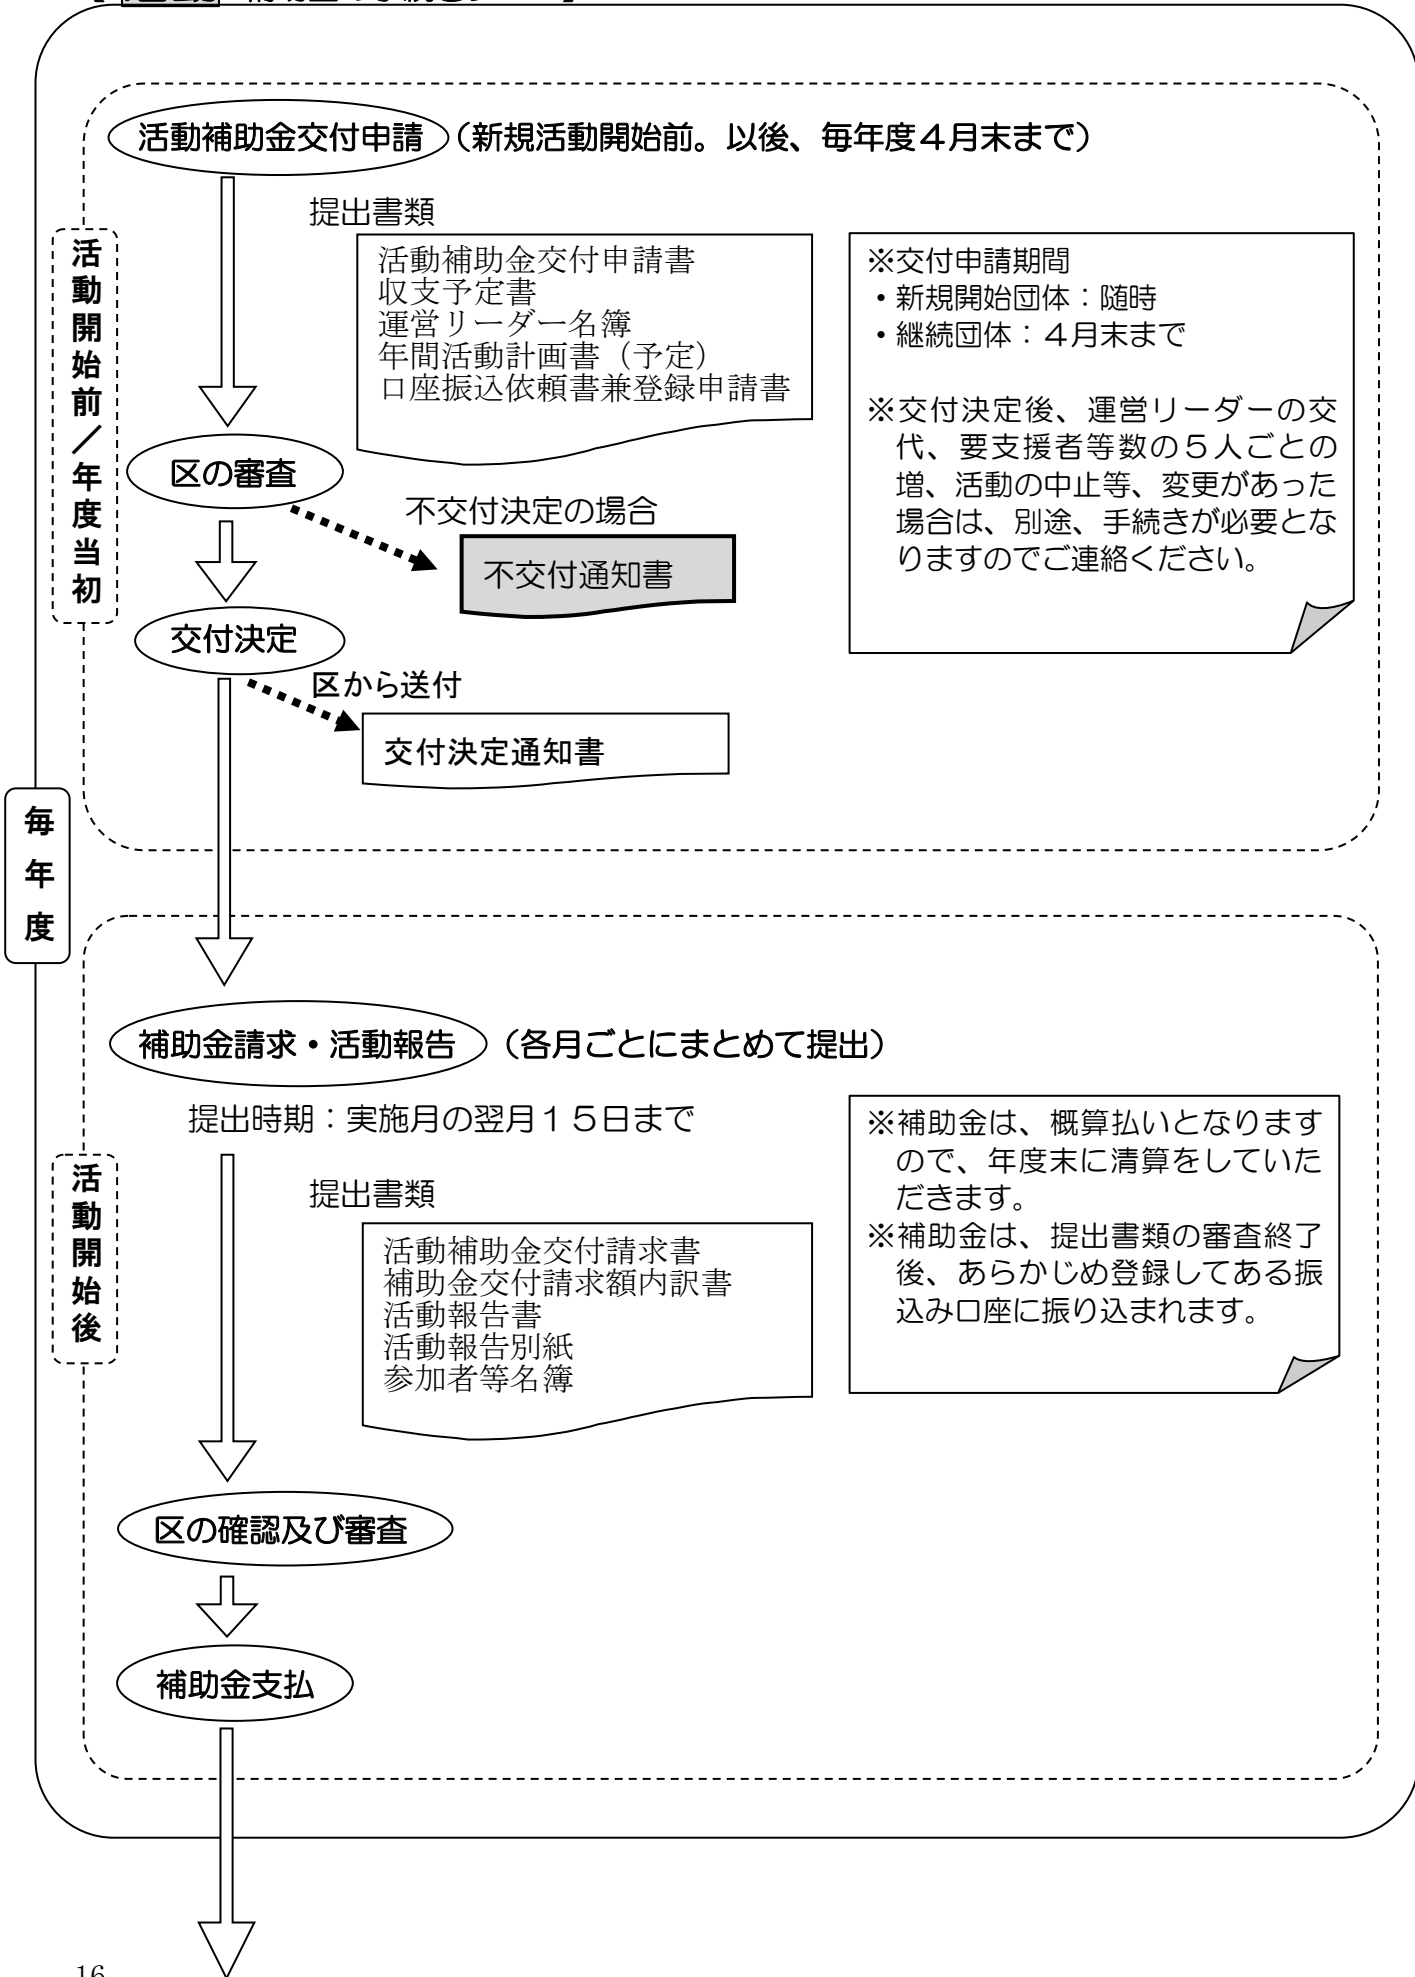 活動補助金交付申請（新規活動開始前。以後、毎年度４月末まで）
提出書類
活動補助金交付申請書
収支予定書
運営リーダー名簿
年間活動計画書（予定）
口座振込依頼書兼登録申請書
※交付申請期間
・新規開始団体：随時
・継続団体：４月末まで
※交付決定後、運営リーダーの交
代、要支援者等数の５人ごとの
増、活動の中止等、変更があった
場合は、別途、手続きが必要とな
りますのでご連絡ください。
活動開始前／年度当初
区の審査
不交付決定の場合
不交付通知書
交付決定
区から送付
交付決定通知書
毎年度
補助金請求・活動報告（各月ごとにまとめて提出）
提出時期：実施月の翌月１５日まで
提出書類
活動補助金交付請求書
補助金交付請求額内訳書
活動報告書
活動報告別紙
参加者等名簿
※補助金は、概算払いとなります
ので、年度末に清算をしていた
だきます。
※補助金は、提出書類の審査終了
後、あらかじめ登録してある振
込み口座に振り込まれます。
活動開始後
区の確認及び審査
補助金支払
16